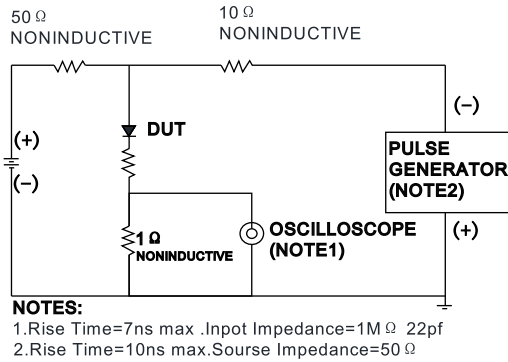 50 Ω
NONINDUCTIVE
10 Ω
NONINDUCTIVE
(+)
(-)
DUT
1 Ω
NONINDUCTIVE
OSCILLOSCOPE
(NOTE1)
(-)
PULSE
GENERATOR
(NOTE2)
(+)
NOTES:
1.Rise Time=7ns max .Inpot Impedance=1M Ω 22pf
2.Rise Time=10ns max.Sourse Impedance=50 Ω